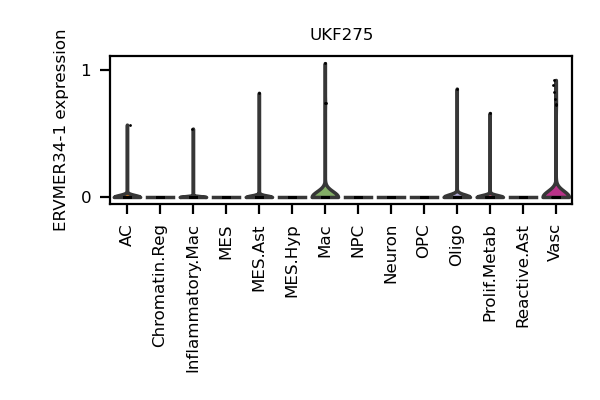 UKF275
ERVMER34-1 expression
1
0
AC
Chromatin.Reg
Inflammatory.Mac
MES
MES.Ast
MES.Hyp
Mac
NPC
Neuron
OPC
Oligo
Prolif.Metab
Reactive.Ast
Vasc